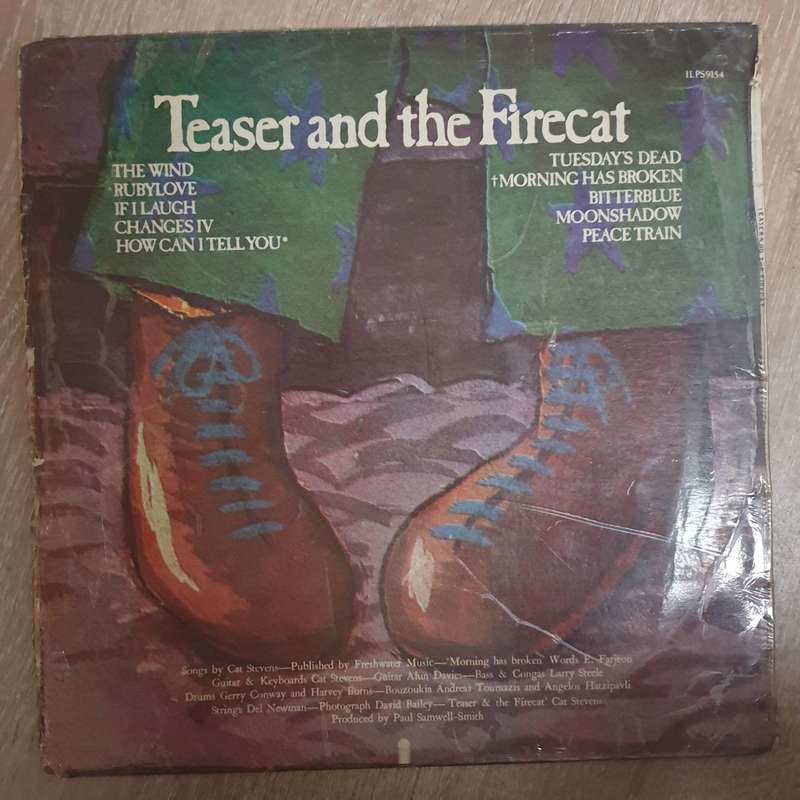 ILPS9154
Teaser and the Firecat
THE WIND
RUBYLOVE
IF I LAUGH
CHANGES IV
HOW CAN I TELL YOU*
TUESDAY'S DEAD
†MORNING HAS BROKEN
BITTERBLUE
MOONSHADOW
PEACE TRAIN
Songs by Cat Stevens—Published by Freshwater Music—'Morning has broken' Words E. Farjeon
Guitar & Keyboards Cat Stevens—Guitar Alun Davies—Bass & Congas Larry Steele
Drums Gerry Conway and Harvey Burns—Bouzoukia Andreas Toumazis and Angelos Hatzipavli
Strings Del Newman—Photograph David Bailey—'Teaser & the Firecat' Cat Stevens
Produced by Paul Samwell-Smith